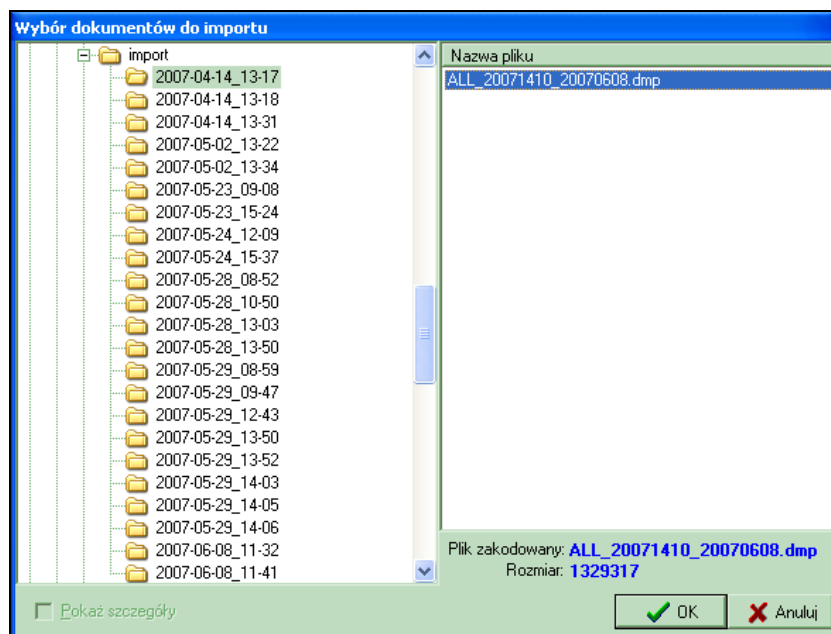 Wybór dokumentów do importu
import
2007-04-14_13-17
2007-04-14_13-18
2007-04-14_13-31
2007-05-02_13-22
2007-05-02_13-34
2007-05-23_09-08
2007-05-23_15-24
2007-05-24_12-09
2007-05-24_15-37
2007-05-28_08-52
2007-05-28_10-50
2007-05-28_13-03
2007-05-28_13-50
2007-05-29_08-59
2007-05-29_09-47
2007-05-29_12-43
2007-05-29_13-50
2007-05-29_13-52
2007-05-29_14-03
2007-05-29_14-05
2007-05-29_14-06
2007-06-08_11-32
2007-06-08_11-41
Nazwa pliku
ALL_20071410_20070608.dmp
Plik zakodowany: ALL_20071410_20070608.dmp
Rozmiar: 1329317
Pokaż szczegóły
OK
Anuluj